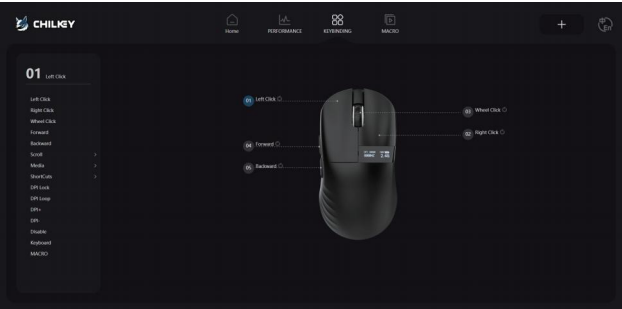 CHILKEY
Home
PERFORMANCE
KEYBINDING
MACRO
+
中 En
01 Left Click
Left Click
Right Click
Wheel Click
Forward
Backward
Scroll >
Media >
ShortCuts >
DPI Lock
DPI Loop
DPI+
DPI-
Disable
Keyboard
MACRO
01 Left Click
03 Wheel Click
02 Right Click
04 Forward
05 Backward